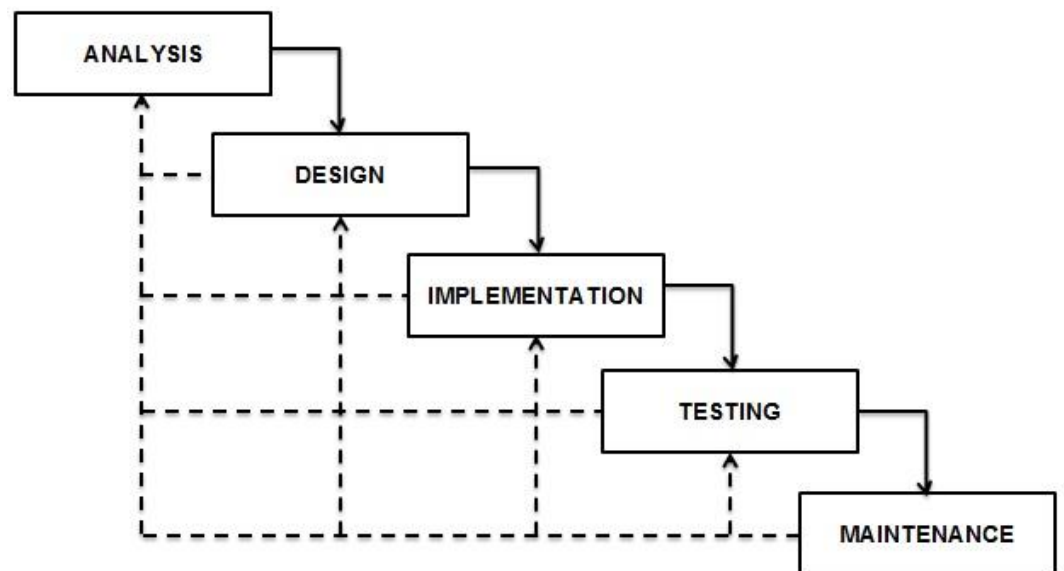 ANALYSIS
DESIGN
IMPLEMENTATION
TESTING
MAINTENANCE